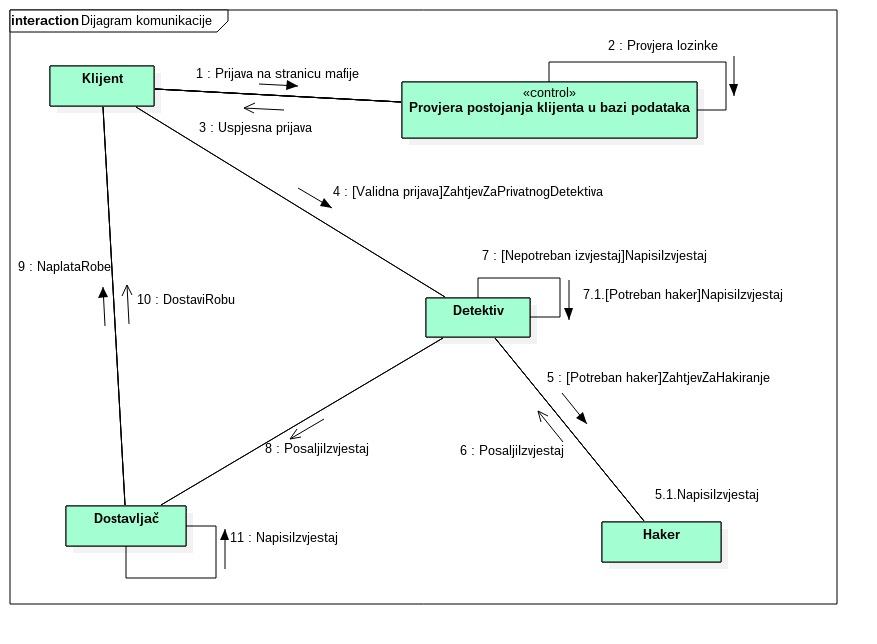 interaction Dijagram komunikacije
2 : Provjera lozinke
Klijent
1 : Prijava na stranicu mafije
«control»
Provjera postojanja klijenta u bazi podataka
3 : Uspjesna prijava
4 : [Validna prijava]ZahtjevZaPrivatnogDetektiva
7 : [Nepotreban izvjestaj]NapisiIzvjestaj
9 : NaplataRobe
7.1.[Potreban haker]NapisiIzvjestaj
10 : DostaviRobu
Detektiv
5 : [Potreban haker]ZahtjevZaHakiranje
8 : PosaljiIzvjestaj
6 : PosaljiIzvjestaj
5.1.NapisiIzvjestaj
Dostavljač
Haker
11 : NapisiIzvjestaj